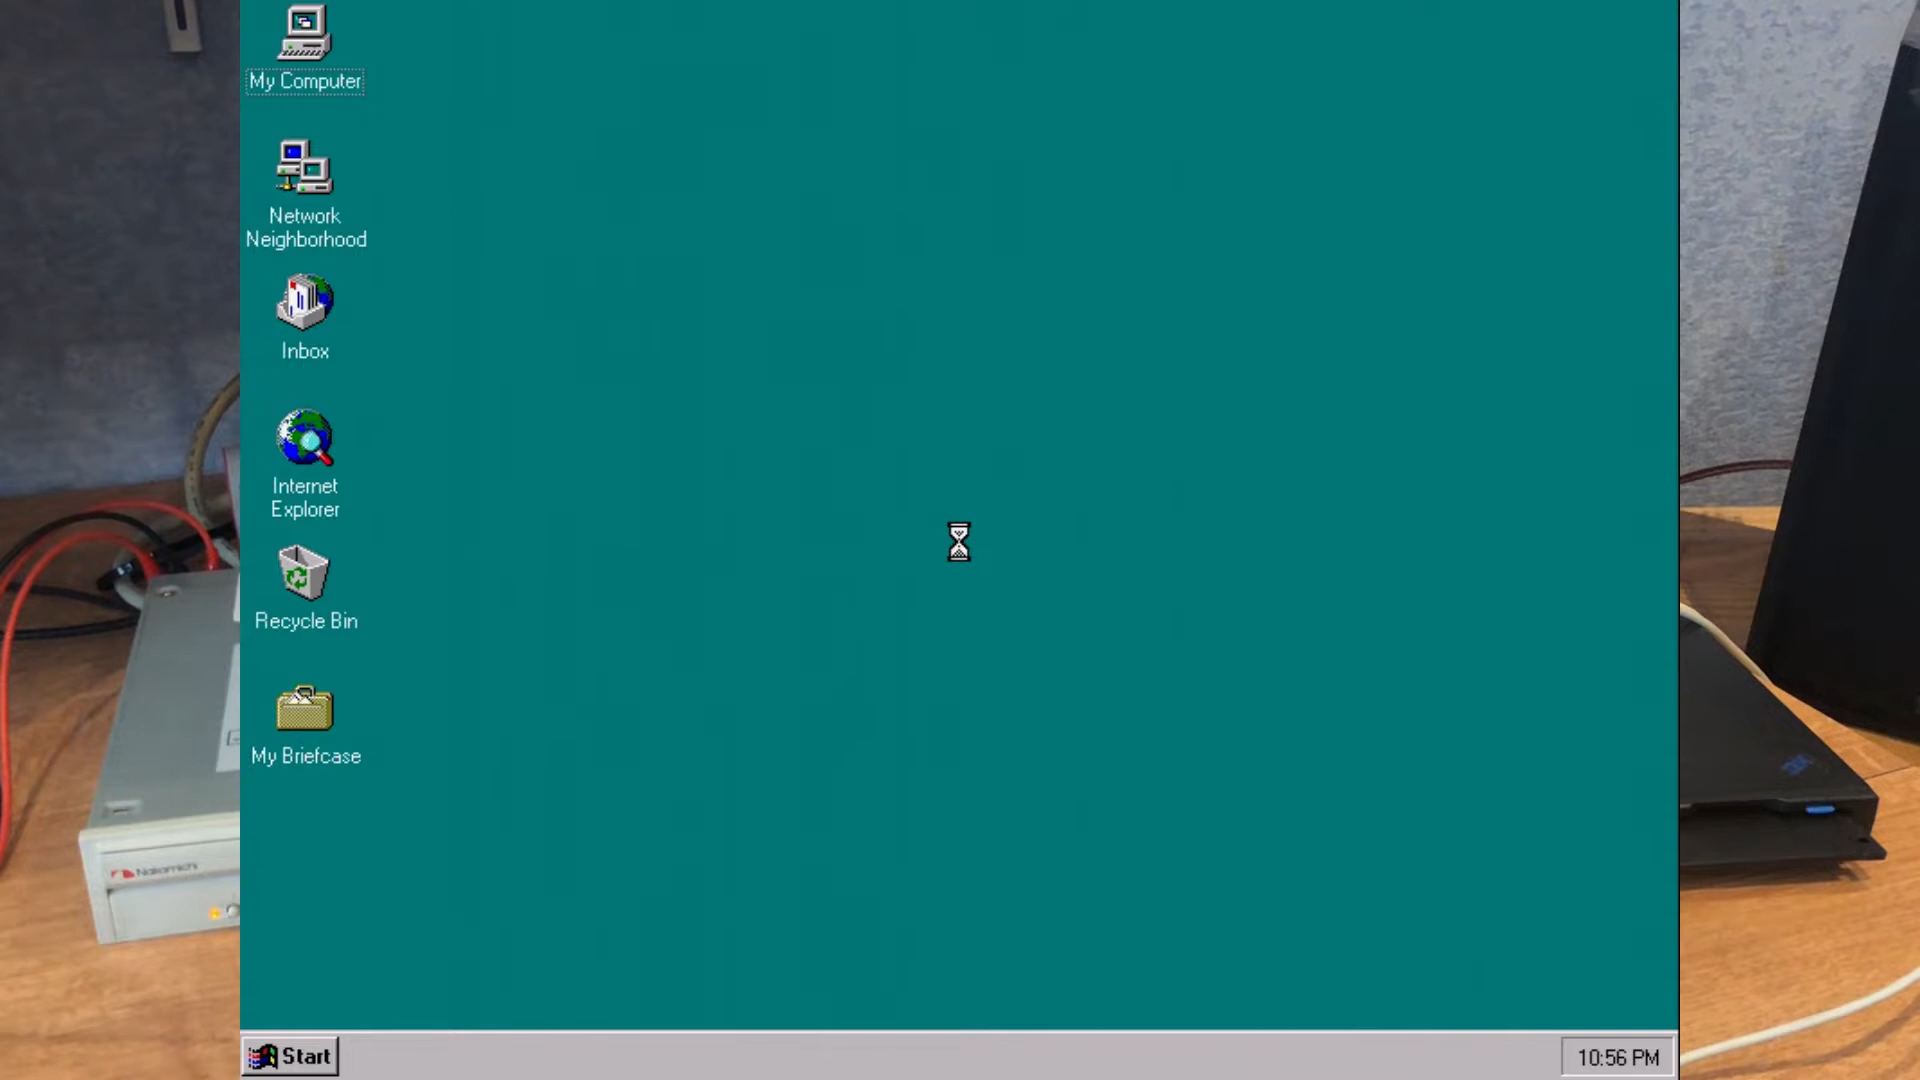 My Computer
Network
Neighborhood
Inbox
Internet
Explorer
Recycle Bin
My Briefcase
Nakamichi
Start
10:56 PM